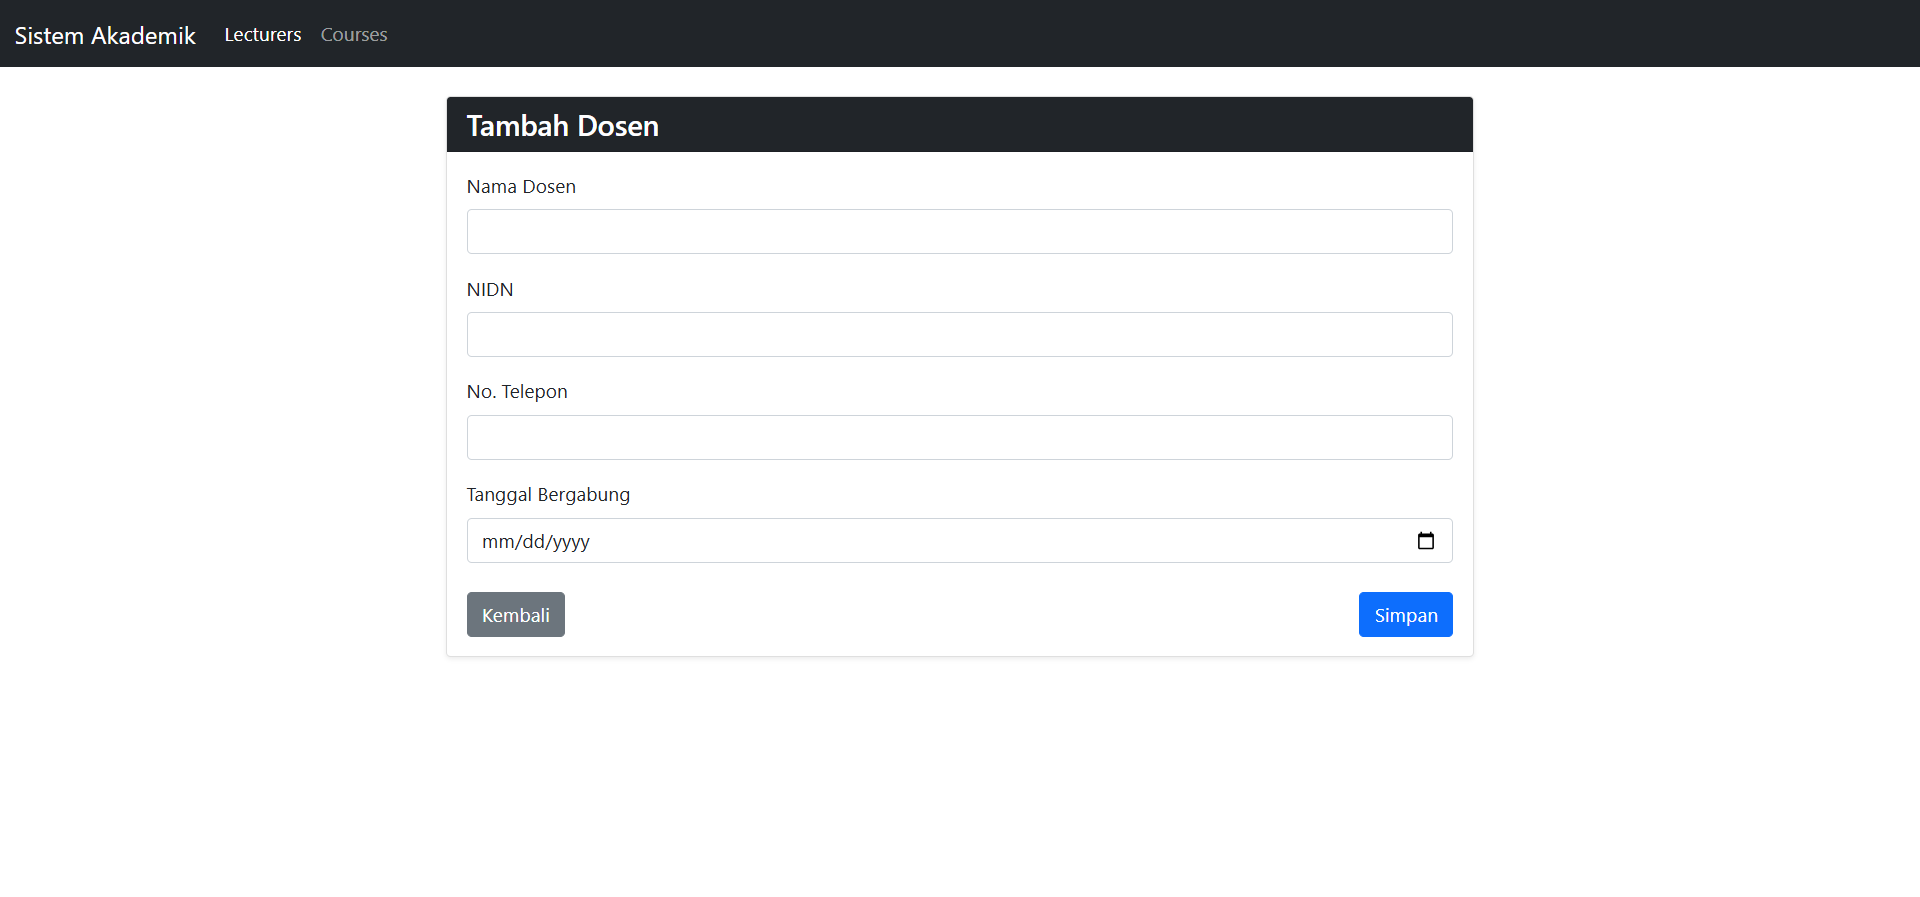 Sistem Akademik Lecturers Courses
Tambah Dosen
Nama Dosen
NIDN
No. Telepon
Tanggal Bergabung
mm/dd/yyyy
Kembali Simpan